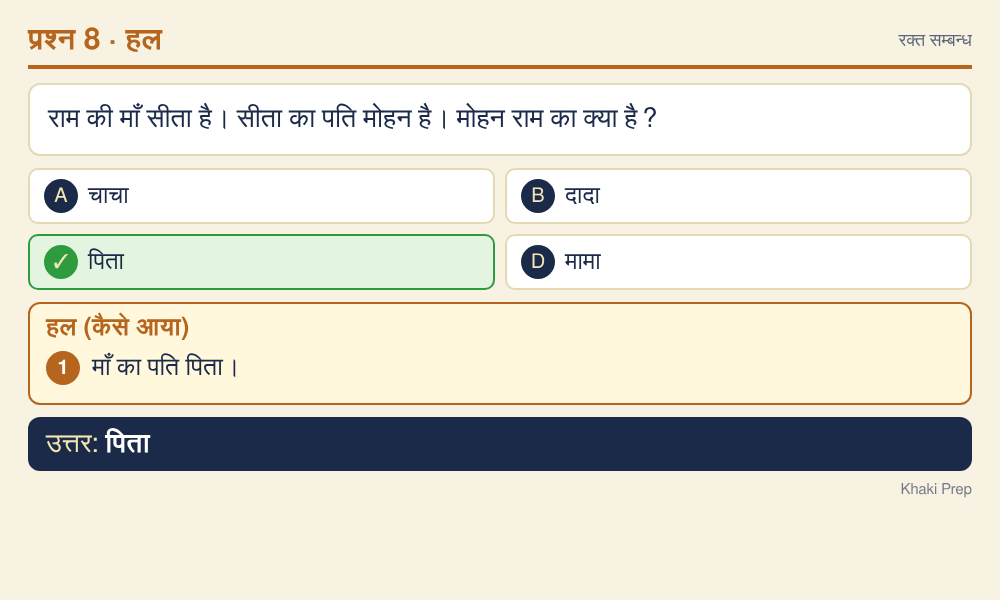 प्रश्न 8 · हल
रक्त सम्बन्ध
राम की माँ सीता है। सीता का पति मोहन है। मोहन राम का क्या है?
A चाचा
B दादा
✓ पिता
D मामा
हल (कैसे आया)
1 माँ का पति पिता।
उत्तर: पिता
Khaki Prep